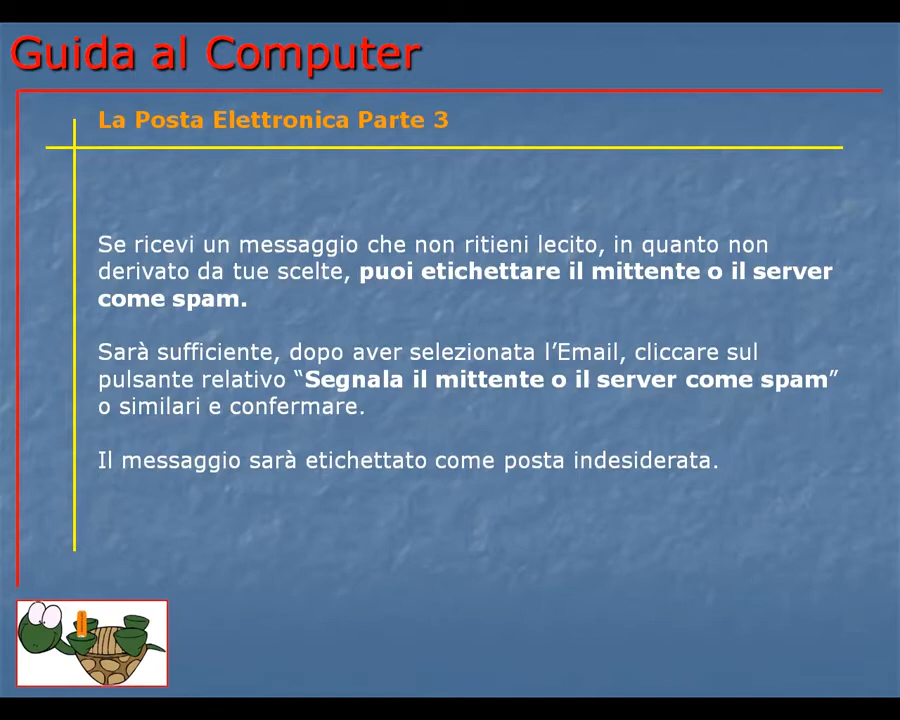 Guida al Computer
La Posta Elettronica Parte 3
Se ricevi un messaggio che non ritieni lecito, in quanto non
derivato da tue scelte, puoi etichettare il mittente o il server
come spam.
Sarà sufficiente, dopo aver selezionata l’Email, cliccare sul
pulsante relativo “Segnala il mittente o il server come spam”
o similari e confermare.
Il messaggio sarà etichettato come posta indesiderata.